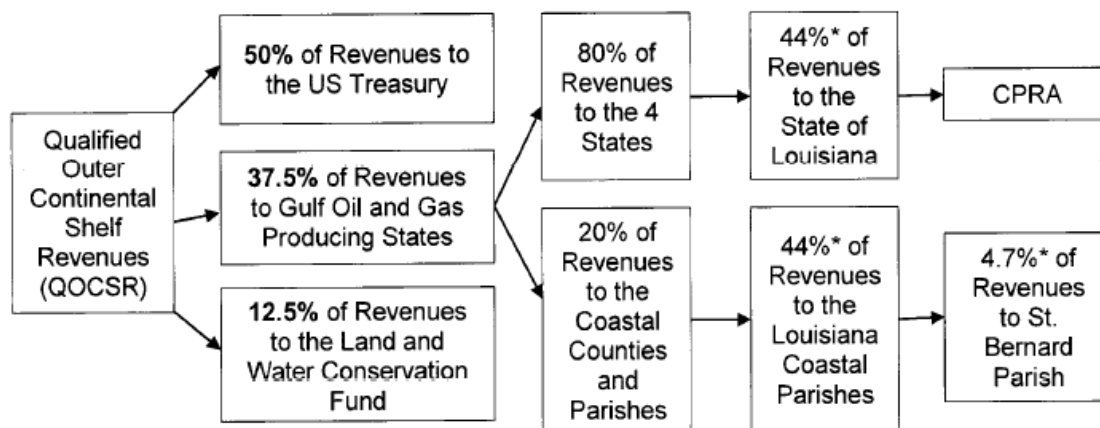 Qualified
Outer
Continental
Shelf
Revenues
(QOCSR)
50% of Revenues to
the US Treasury
37.5% of Revenues
to Gulf Oil and Gas
Producing States
12.5% of Revenues
to the Land and
Water Conservation
Fund
80% of
Revenues
to the 4
States
20% of
Revenues
to the
Coastal
Counties
and
Parishes
44%* of
Revenues
to the
State of
Louisiana
44%* of
Revenues
to the
Louisiana
Coastal
Parishes
CPRA
4.7%* of
Revenues
to St.
Bernard
Parish